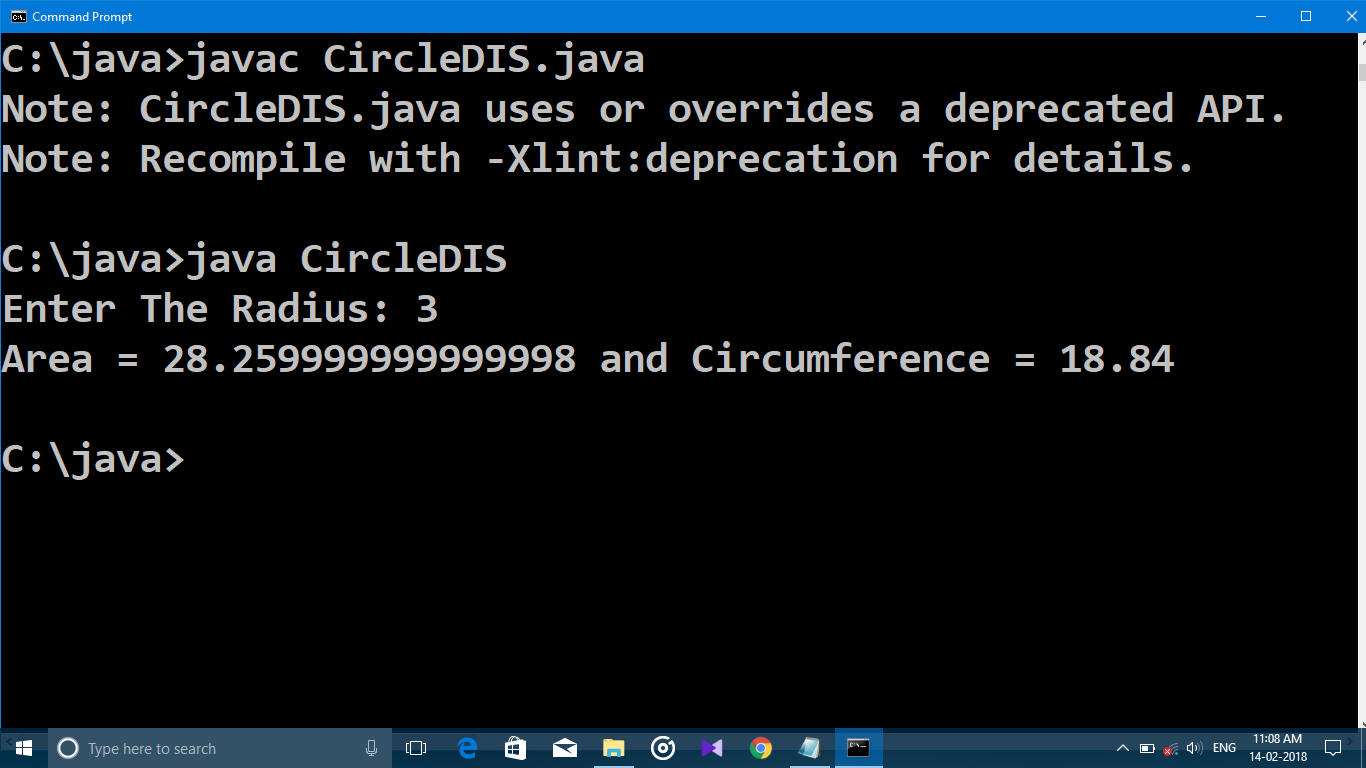 Command Prompt
C:\java>javac CircleDIS.java
Note: CircleDIS.java uses or overrides a deprecated API.
Note: Recompile with -Xlint:deprecation for details.
C:\java>java CircleDIS
Enter The Radius: 3
Area = 28.259999999999998 and Circumference = 18.84
C:\java>
Type here to search
ENG
11:08 AM
14-02-2018